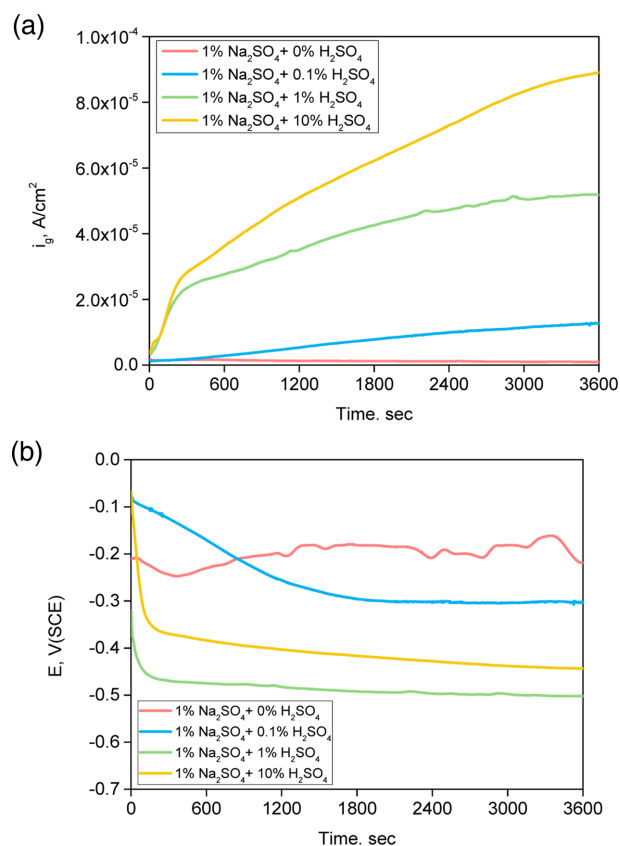 (a)
1.0x10⁻⁴
8.0x10⁻⁵
6.0x10⁻⁵
4.0x10⁻⁵
2.0x10⁻⁵
0.0
i_g, A/cm²
1% Na₂SO₄+ 0% H₂SO₄
1% Na₂SO₄+ 0.1% H₂SO₄
1% Na₂SO₄+ 1% H₂SO₄
1% Na₂SO₄+ 10% H₂SO₄
0 600 1200 1800 2400 3000 3600
Time. sec
(b)
0.0
-0.1
-0.2
-0.3
-0.4
-0.5
-0.6
-0.7
E, V(SCE)
1% Na₂SO₄+ 0% H₂SO₄
1% Na₂SO₄+ 0.1% H₂SO₄
1% Na₂SO₄+ 1% H₂SO₄
1% Na₂SO₄+ 10% H₂SO₄
0 600 1200 1800 2400 3000 3600
Time. sec